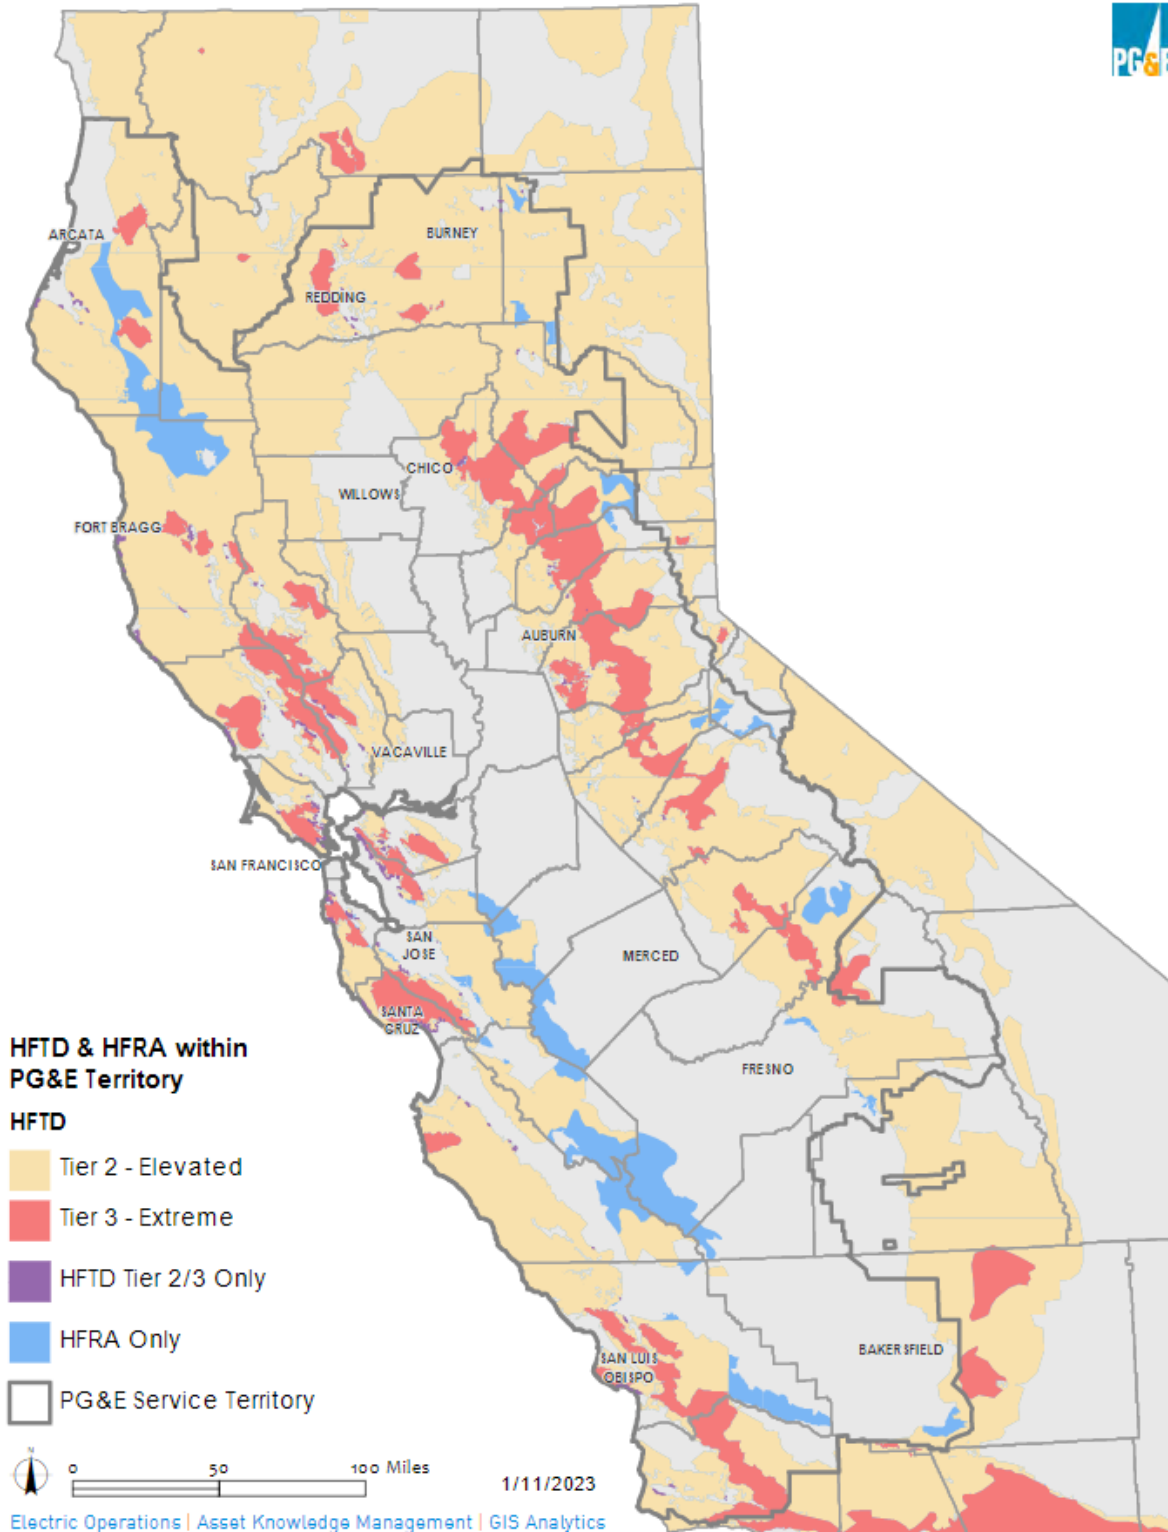 PG&E
ARCATA
BURNEY
REDDING
CHICO
WILLOWS
FORT BRAGG
AUBURN
VACAVILLE
SAN FRANCISCO
SAN
JOSE
MERCED
SANTA
CRUZ
FRESNO
BAKERSFIELD
SAN LUIS
OBISPO
HFTD & HFRA within
PG&E Territory
HFTD
Tier 2 - Elevated
Tier 3 - Extreme
HFTD Tier 2/3 Only
HFRA Only
PG&E Service Territory
N
0 50 100 Miles
1/11/2023
Electric Operations | Asset Knowledge Management | GIS Analytics